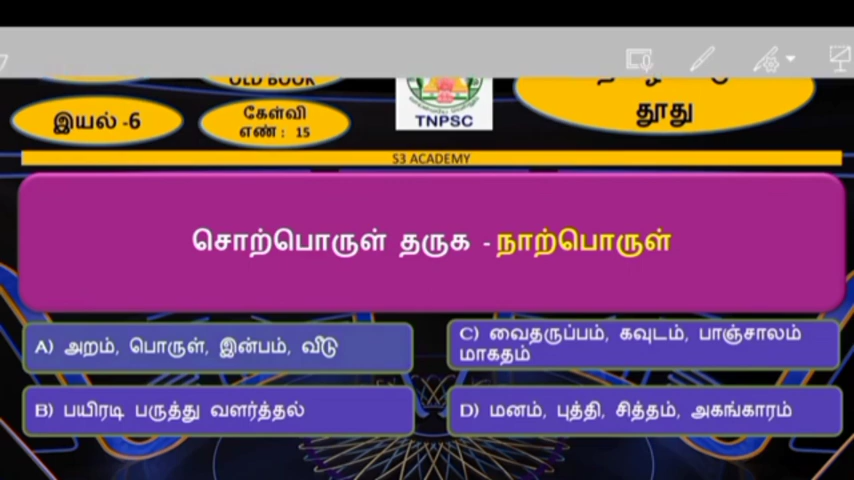 7
OLD BOOK
இயல் -6
கேள்வி
எண் : 15
TNPSC
தூது
S3 ACADEMY
சொற்பொருள் தருக - நாற்பொருள்
A) அறம், பொருள், இன்பம், வீடு
C) வைதருப்பம், கவுடம், பாஞ்சாலம்
மாகதம்
B) பயிரடி பருத்து வளர்த்தல்
D) மனம், புத்தி, சித்தம், அகங்காரம்